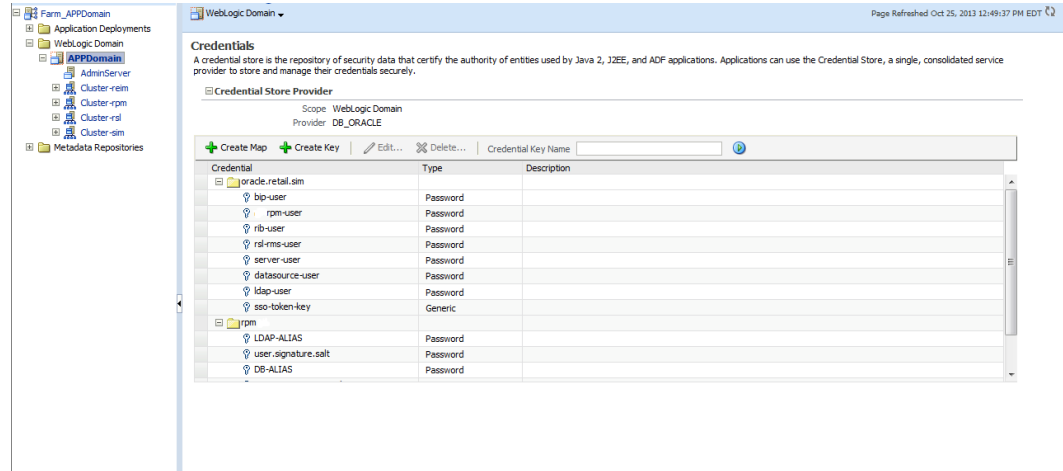 Farm_APPDomain
Application Deployments
WebLogic Domain
APPDomain
AdminServer
Cluster-reim
Cluster-rpm
Cluster-rsl
Cluster-sim
Metadata Repositories
WebLogic Domain
Page Refreshed Oct 25, 2013 12:49:37 PM EDT
Credentials
A credential store is the repository of security data that certify the authority of entities used by Java 2, J2EE, and ADF applications. Applications can use the Credential Store, a single, consolidated service
provider to store and manage their credentials securely.
Credential Store Provider
Scope WebLogic Domain
Provider DB_ORACLE
Create Map Create Key Edit... Delete... Credential Key Name
Credential Type Description
oracle.retail.sim
bip-user Password
rpm-user Password
rib-user Password
rsl-rms-user Password
server-user Password
datasource-user Password
ldap-user Password
sso-token-key Generic
rpm
LDAP-ALIAS Password
user.signature.salt Password
DB-ALIAS Password